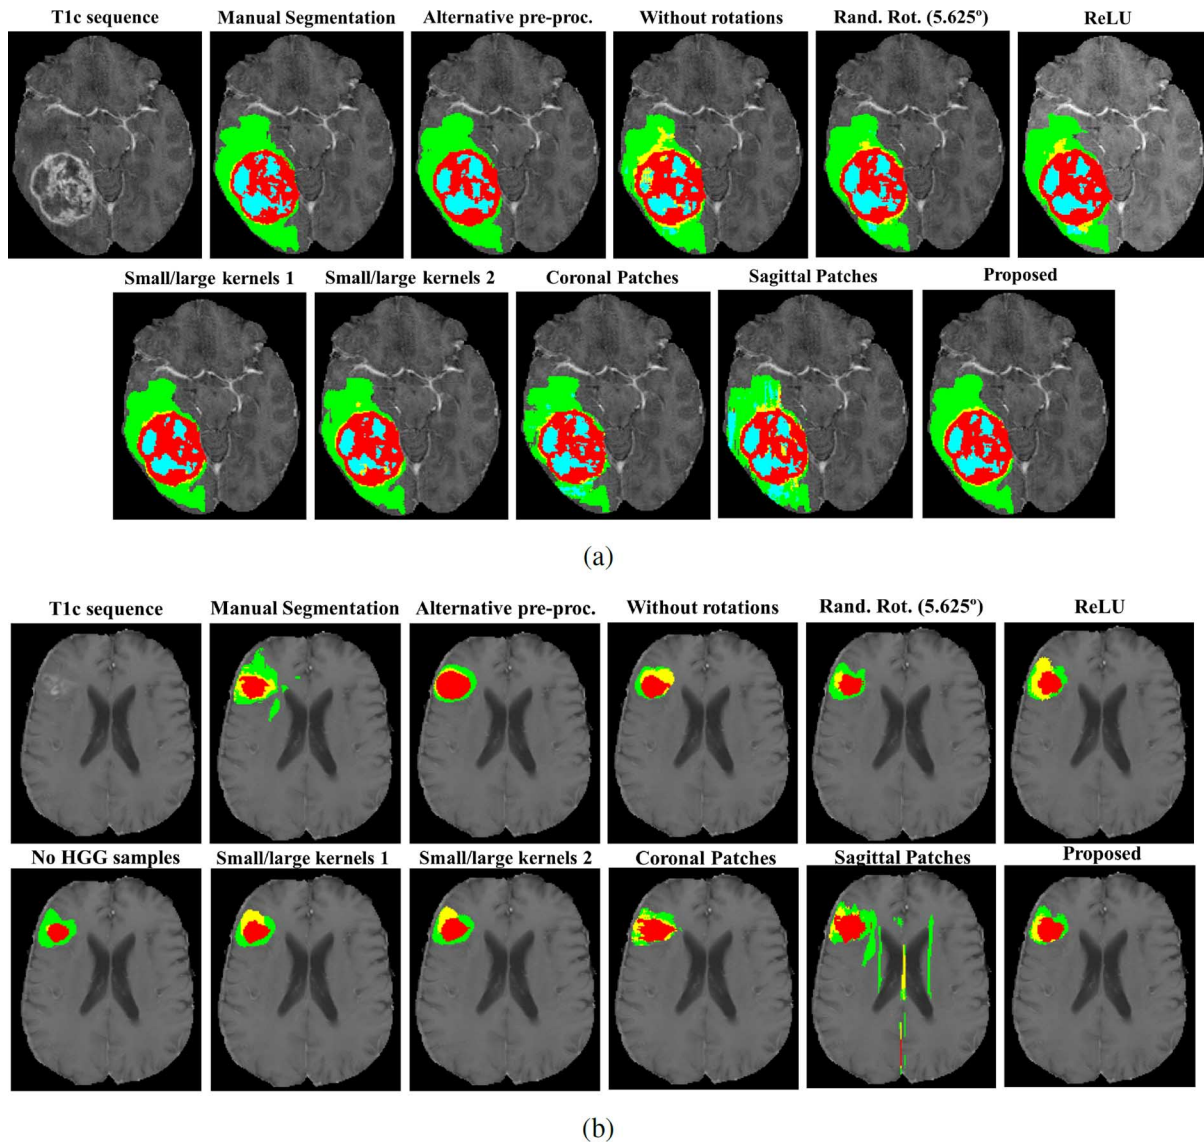 T1c sequence Manual Segmentation Alternative pre-proc. Without rotations Rand. Rot. (5.625º) ReLU
Small/large kernels 1 Small/large kernels 2 Coronal Patches Sagittal Patches Proposed
(a)
T1c sequence Manual Segmentation Alternative pre-proc. Without rotations Rand. Rot. (5.625º) ReLU
No HGG samples Small/large kernels 1 Small/large kernels 2 Coronal Patches Sagittal Patches Proposed
(b)